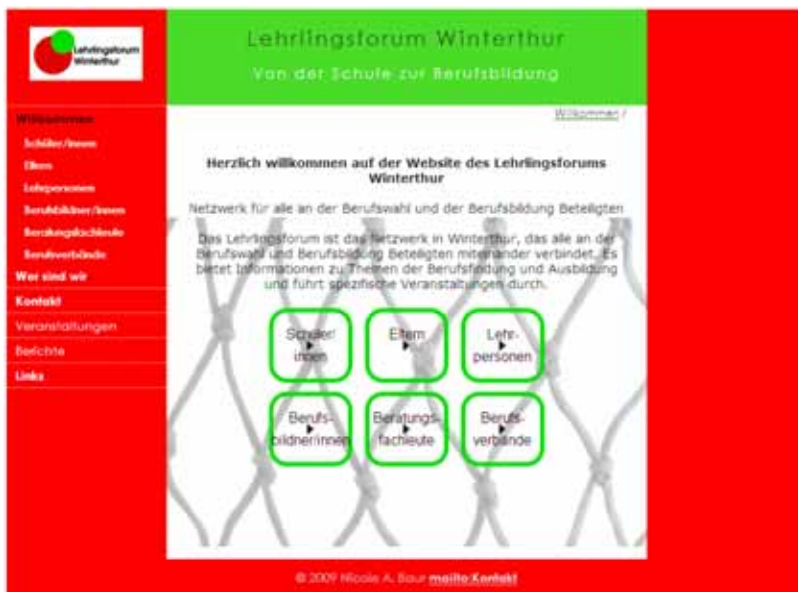 Lehrlingsforum
Winterthur
Lehrlingsforum Winterthur
Von der Schule zur Berufsbildung
Willkommen
Schüler/innen
Eltern
Lehrpersonen
Berufsbildner/innen
Beratungsfachleute
Berufsverbände
Wer sind wir
Kontakt
Veranstaltungen
Berichte
Links
Willkommen /
Herzlich willkommen auf der Website des Lehrlingsforums
Winterthur
Netzwerk für alle an der Berufswahl und der Berufsbildung Beteiligten
Das Lehrlingsforum ist das Netzwerk in Winterthur, das alle an der
Berufswahl und Berufsbildung Beteiligten miteinander verbindet. Es
bietet Informationen zu Themen der Berufsfindung und Ausbildung
und führt spezifische Veranstaltungen durch.
Schüler/
innen
Eltern
Lehr-
personen
Berufs-
bildner/innen
Beratungs-
fachleute
Berufs-
verbände
© 2009 Nicole A. Baur mailto:Kontakt